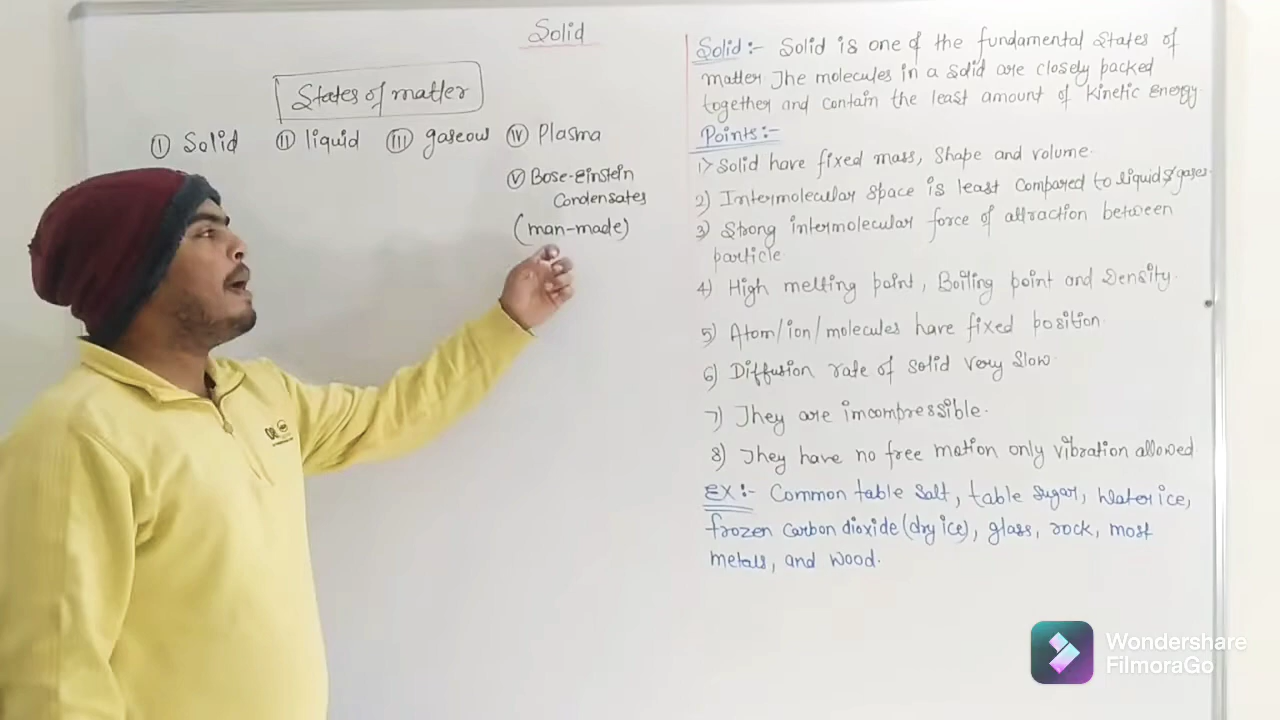 Solid
States of matter
(I) Solid (II) liquid (III) gaseous (IV) Plasma
(V) Bose-Einstein
Condensates
(man-made)
Solid:- Solid is one of the fundamental States of
matter. The molecules in a Solid are closely packed
together and contain the least amount of Kinetic Energy.
Points:-
1) Solid have fixed mass, Shape and volume.
2) Intermolecular space is least compared to liquids/gases.
3) Strong intermolecular force of attraction between
particle
4) High melting point, Boiling point and Density.
5) Atom/ion/molecules have fixed position.
6) Diffusion rate of Solid very Slow.
7) They are incompressible.
8) They have no free motion only vibration allowed.
EX:- Common table Salt, table Sugar, Water ice,
frozen Carbon dioxide (dry ice), glass, rock, most
metals, and wood.
Wondershare
FilmoraGo